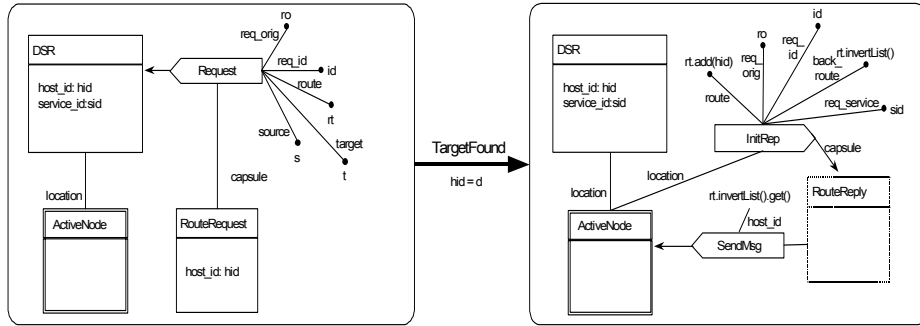 ro
req_orig
DSR
Request
req_id
id
route
rt
host_id: hid
service_id:sid
source
s
target
t
capsule
location
ActiveNode
RouteRequest
host_id: hid
TargetFound
hid = d
id
ro
DSR
req_
id
rt.invertList()
rt.add(hid)
req_
orig
back_
route
host_id: hid
service_id:sid
route
req_service
sid
InitRep
capsule
location
location
RouteReply
rt.invertList().get()
host_id
ActiveNode
SendMsg